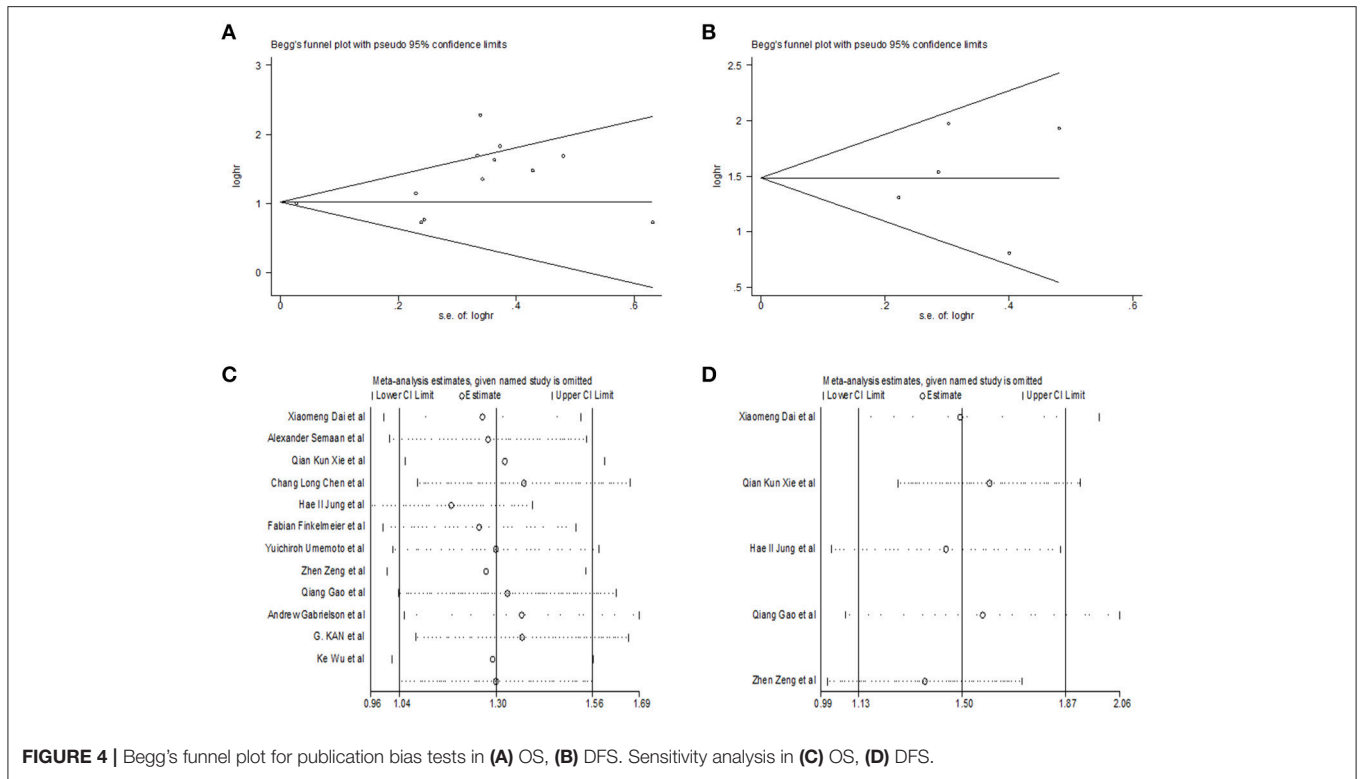 A
Begg's funnel plot with pseudo 95% confidence limits
3
2
1
0
loghr
0
.2
.4
.6
s.e. of: loghr
B
Begg's funnel plot with pseudo 95% confidence limits
2.5
2
1.5
1
.5
loghr
0
.2
.4
.6
s.e. of: loghr
C
Meta-analysis estimates, given named study is omitted
Lower CI Limit Estimate Upper CI Limit
Xiaomeng Dai et al
Alexander Semaan et al
Qian Kun Xie et al
Chang Long Chen et al
Hae Il Jung et al
Fabian Finkelmeier et al
Yuichiroh Umemoto et al
Zhen Zeng et al
Qiang Gao et al
Andrew Gabrielson et al
G. KAN et al
Ke Wu et al
0.96 1.04 1.30 1.56 1.69
D
Meta-analysis estimates, given named study is omitted
Lower CI Limit Estimate Upper CI Limit
Xiaomeng Dai et al
Qian Kun Xie et al
Hae Il Jung et al
Qiang Gao et al
Zhen Zeng et al
0.99 1.13 1.50 1.87 2.06
FIGURE 4 | Begg's funnel plot for publication bias tests in (A) OS, (B) DFS. Sensitivity analysis in (C) OS, (D) DFS.